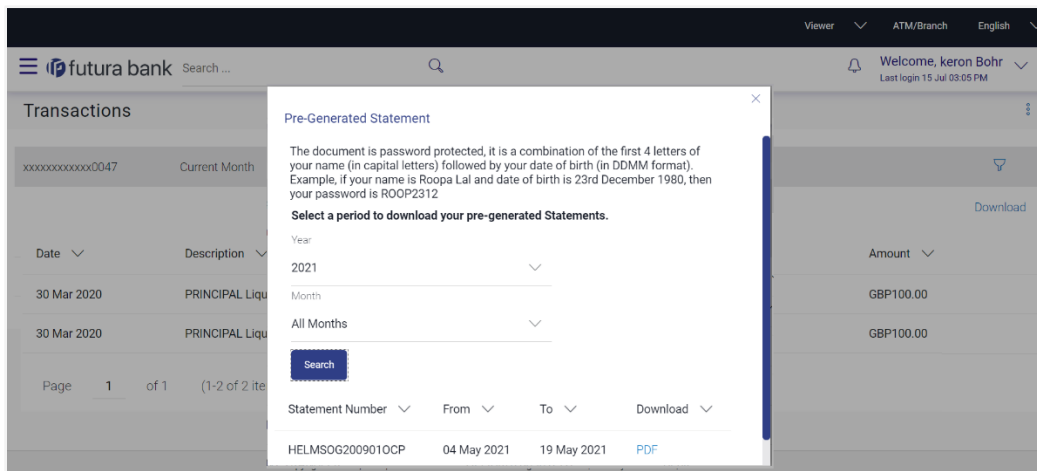 Viewer ATM/Branch English
futura bank Search ... Welcome, keron Bohr
Last login 15 Jul 03:05 PM
Transactions
Pre-Generated Statement
The document is password protected, it is a combination of the first 4 letters of
your name (in capital letters) followed by your date of birth (in DDMM format).
Example, if your name is Roopa Lal and date of birth is 23rd December 1980, then
your password is ROOP2312
xxxxxxxxxxxx0047 Current Month
Select a period to download your pre-generated Statements.
Download
Year
Date Description Amount
2021
30 Mar 2020 PRINCIPAL Liqu GBP100.00
Month
All Months
30 Mar 2020 PRINCIPAL Liqu GBP100.00
Search
Page 1 of 1 (1-2 of 2 ite
Statement Number From To Download
HELMSOG200901OCP 04 May 2021 19 May 2021 PDF